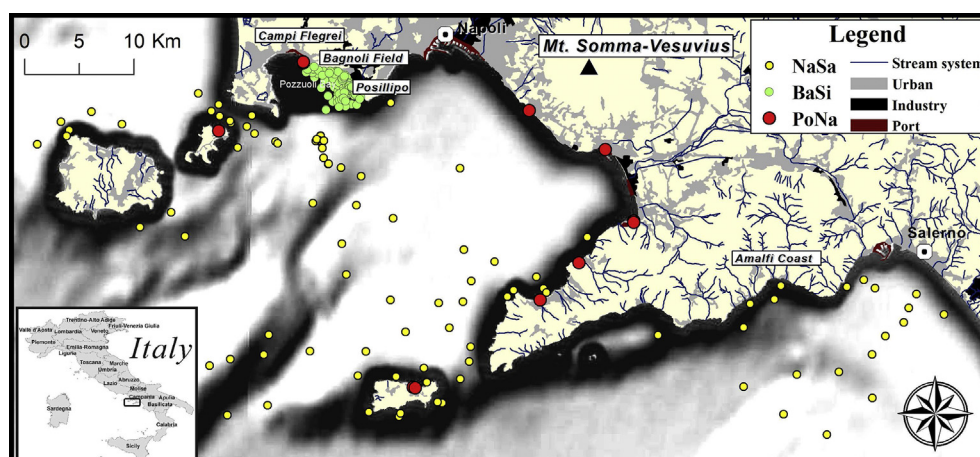 0 5 10 Km
Campi Flegrei
Napoli
Bagnoli Field
Pozzuoli
Posillipo
Mt. Somma-Vesuvius
Legend
NaSa
BaSi
PoNa
Stream system
Urban
Industry
Port
Salerno
Amalfi Coast
Italy
Trentino-Alto Adige
Friuli-Venezia Giulia
Valle d'Aosta
Lombardia
Veneto
Piemonte
Emilia-Romagna
Liguria
Toscana
Marche
Umbria
Lazio
Abruzzo
Molise
Campania
Apulia
Basilicata
Sardegna
Calabria
Sicily